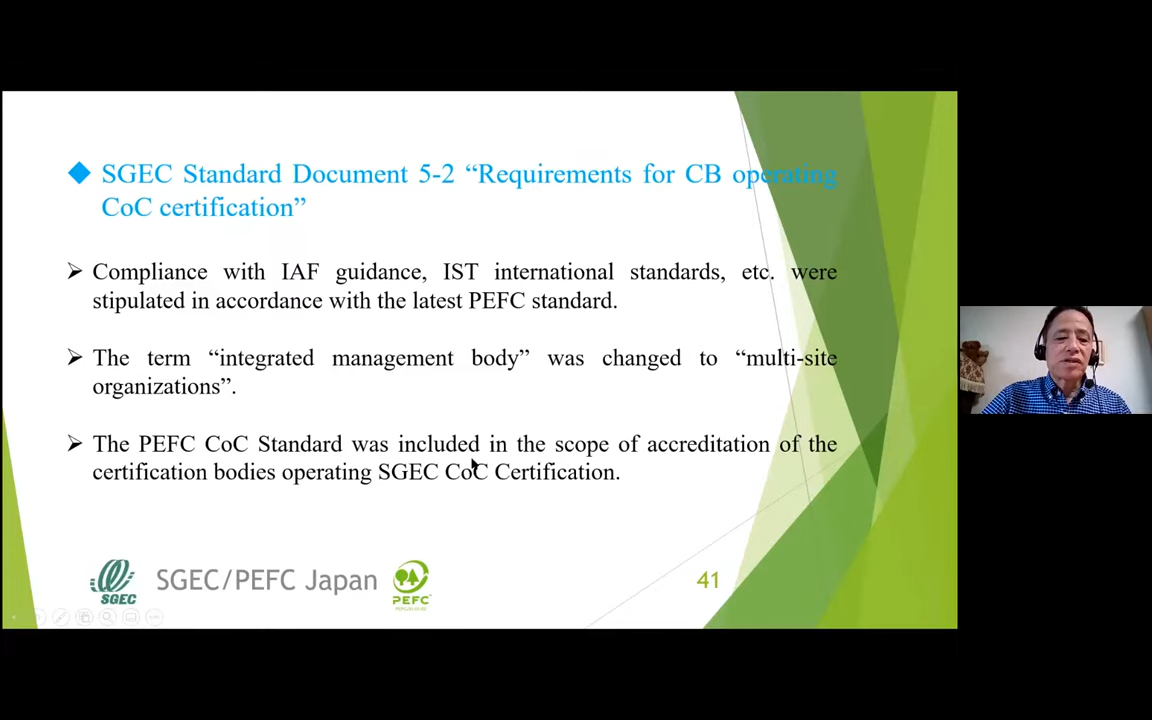 SGEC Standard Document 5-2 “Requirements for CB operating
CoC certification”
Compliance with IAF guidance, IST international standards, etc. were
stipulated in accordance with the latest PEFC standard.
The term “integrated management body” was changed to “multi-site
organizations”.
The PEFC CoC Standard was included in the scope of accreditation of the
certification bodies operating SGEC CoC Certification.
SGEC
SGEC/PEFC Japan
PEFC
41